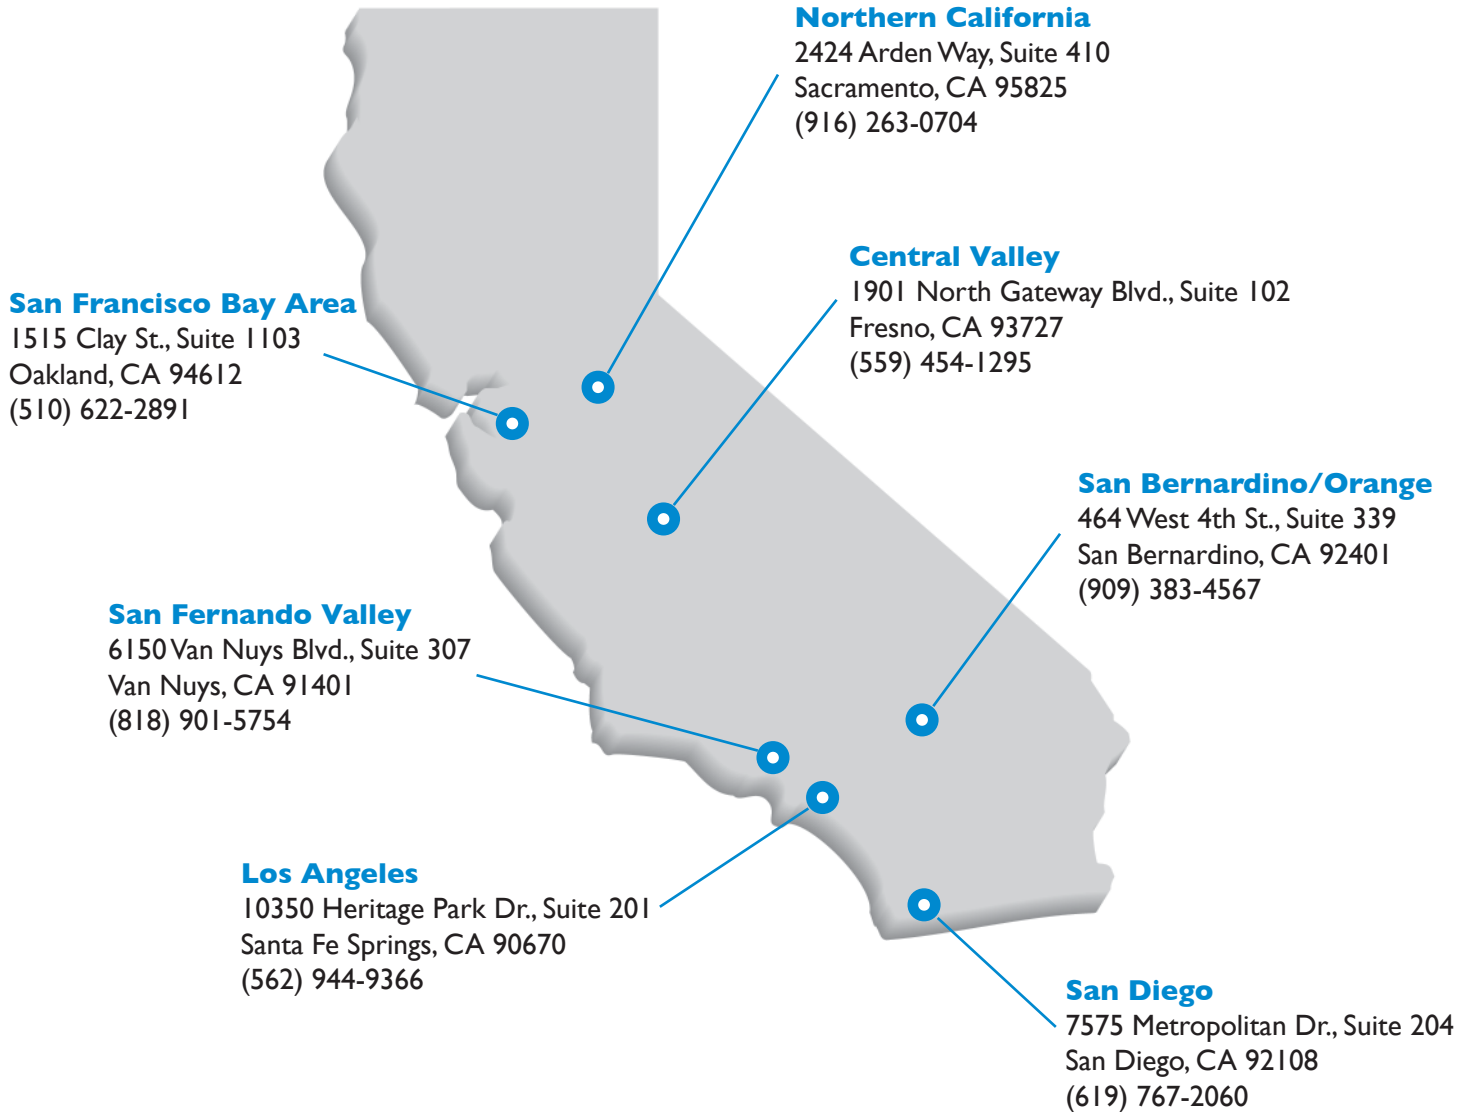 Northern California
2424 Arden Way, Suite 410
Sacramento, CA 95825
(916) 263-0704
Central Valley
1901 North Gateway Blvd., Suite 102
Fresno, CA 93727
(559) 454-1295
San Francisco Bay Area
1515 Clay St., Suite 1103
Oakland, CA 94612
(510) 622-2891
San Bernardino/Orange
464 West 4th St., Suite 339
San Bernardino, CA 92401
(909) 383-4567
San Fernando Valley
6150 Van Nuys Blvd., Suite 307
Van Nuys, CA 91401
(818) 901-5754
Los Angeles
10350 Heritage Park Dr., Suite 201
Santa Fe Springs, CA 90670
(562) 944-9366
San Diego
7575 Metropolitan Dr., Suite 204
San Diego, CA 92108
(619) 767-2060